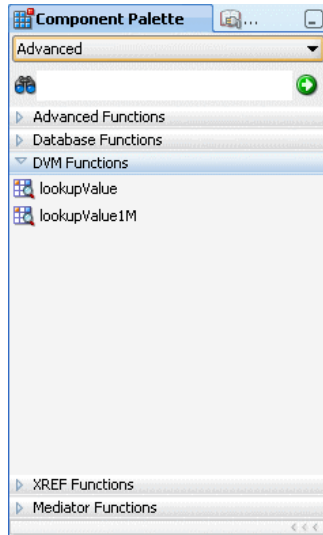 Component Palette ...
Advanced
Advanced Functions
Database Functions
DVM Functions
lookupValue
lookupValue1M
XREF Functions
Mediator Functions